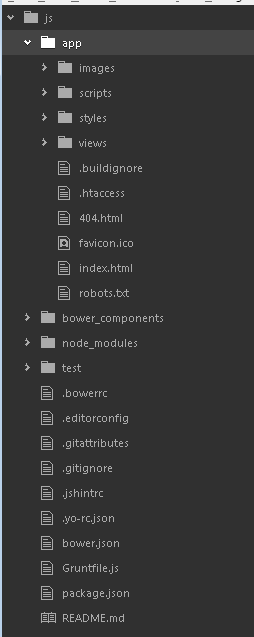 js
app
images
scripts
styles
views
.buildignore
.htaccess
404.html
favicon.ico
index.html
robots.txt
bower_components
node_modules
test
.bowerrc
.editorconfig
.gitattributes
.gitignore
.jshintrc
.yo-rc.json
bower.json
Gruntfile.js
package.json
README.md